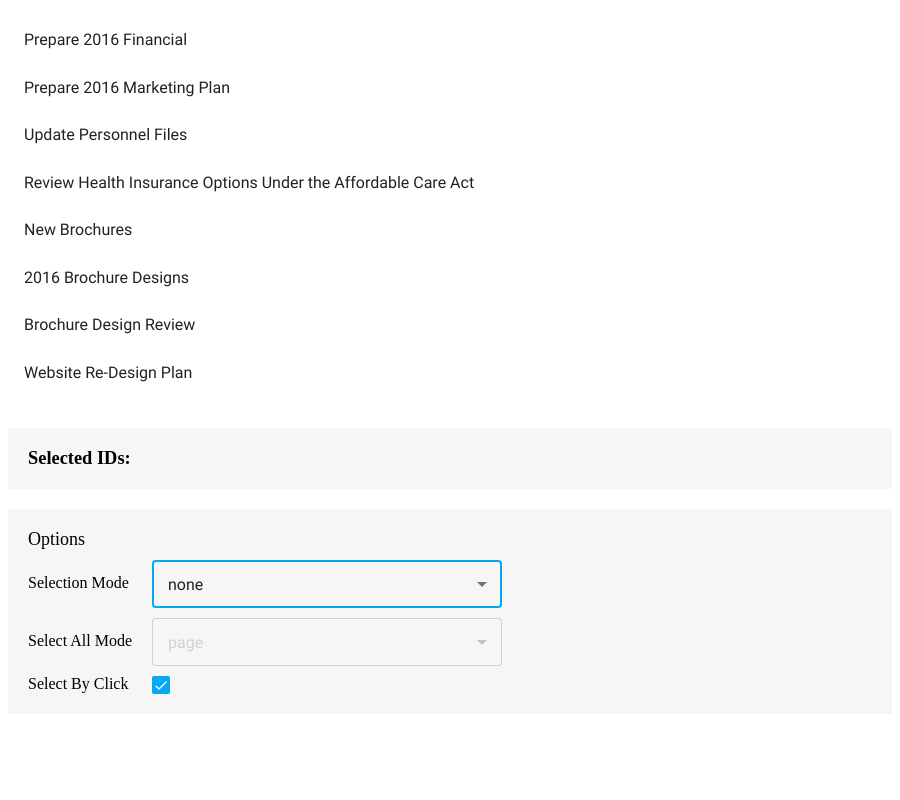 Prepare 2016 Financial
Prepare 2016 Marketing Plan
Update Personnel Files
Review Health Insurance Options Under the Affordable Care Act
New Brochures
2016 Brochure Designs
Brochure Design Review
Website Re-Design Plan
Selected IDs:
Options
Selection Mode none
Select All Mode page
Select By Click